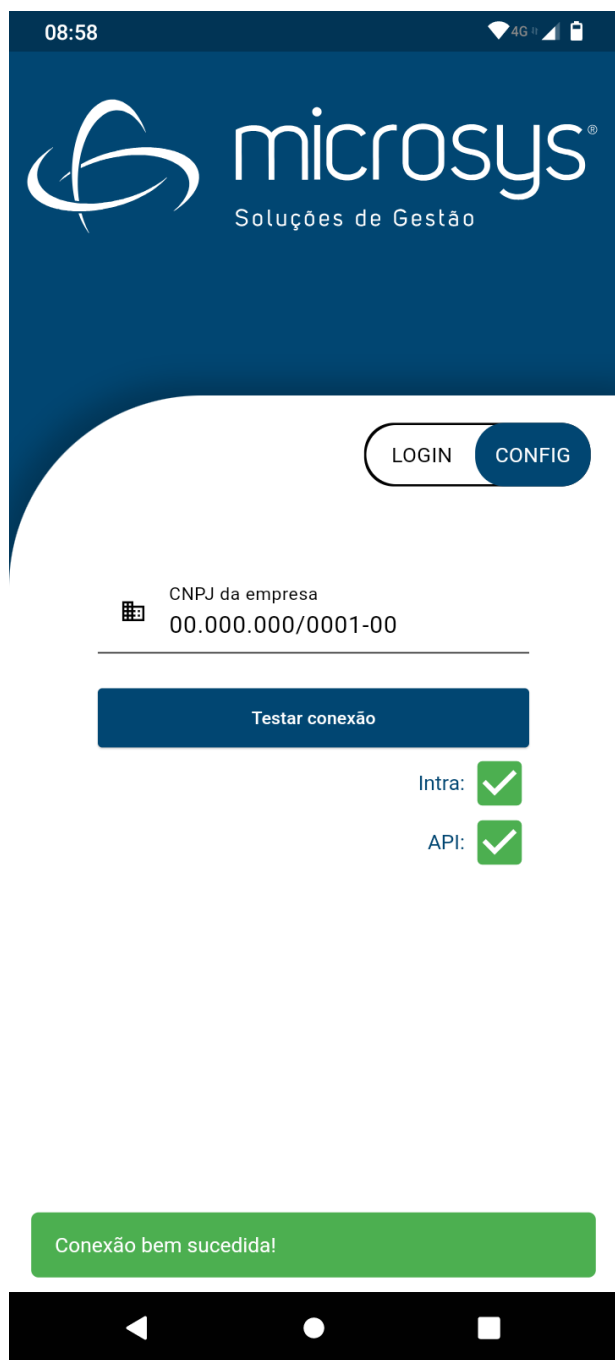 08:58
4G
microsys®
Soluções de Gestão
LOGIN CONFIG
CNPJ da empresa
00.000.000/0001-00
Testar conexão
Intra:
API:
Conexão bem sucedida!